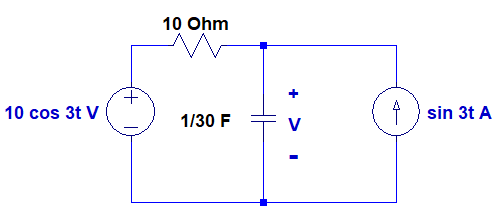 10 Ohm
10 cos 3t V
+
-
1/30 F
+
V
-
sin 3t A